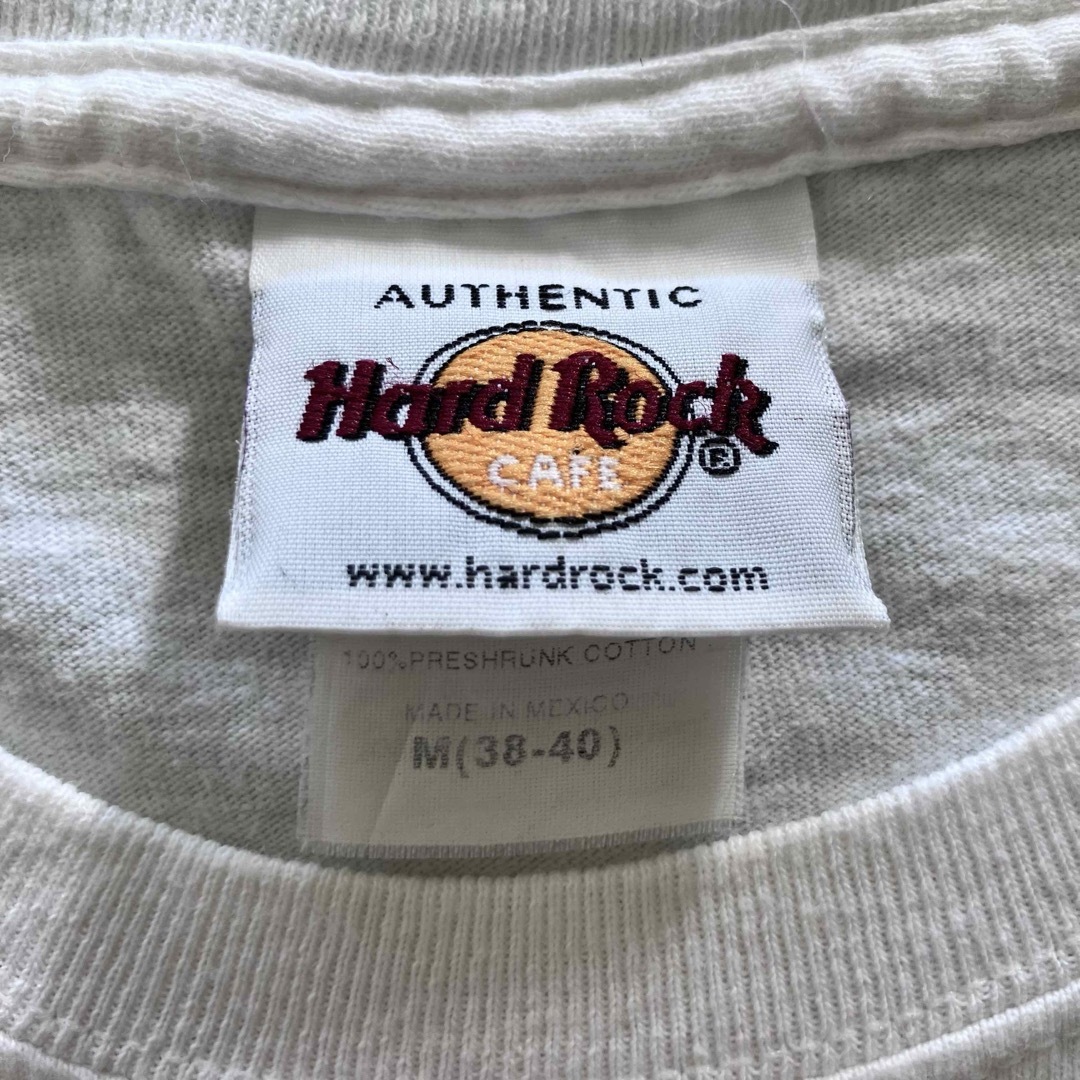 AUTHENTIC
Hard Rock
CAFE
®
www.hardrock.com
100%PRESHRUNK COTTON
MADE IN MEXICO
M(38-40)